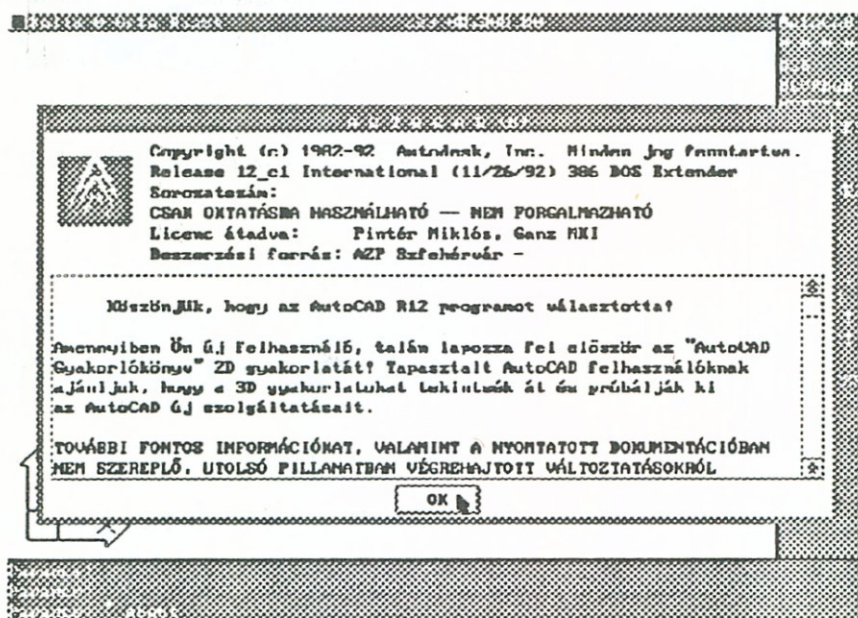 Copyright (c) 1982-92 Autodesk, Inc. Minden jog fenntartva.
Release 12_c1 International (11/26/92) 386 DOS Extender
Sorozatszám:
CSAK OKTATÁSRA HASZNÁLHATÓ -- NEM FORGALMAZHATÓ
Licenc átadva: Pintér Miklós, Ganz MXI
Beszerzési forrás: AZP Szfehérvár -
Köszönjük, hogy az AutoCAD R12 programot választotta!
Amennyiben Ön új felhasználó, talán lapozza fel először az "AutoCAD
Gyakorlókönyv" 2D gyakorlatát! Tapasztalt AutoCAD felhasználóknak
ajánljuk, hogy a 3D gyakorlatokat tekintsék át és próbálják ki
az AutoCAD új szolgáltatásait.
TOVÁBBI FONTOS INFORMÁCIÓKAT, VALAMINT A NYOMTATOTT DOKUMENTÁCIÓBAN
NEM SZEREPLŐ, UTOLSÓ PILLANATBAN VÉGREHAJTOTT VÁLTOZTATÁSOKRÓL
OK